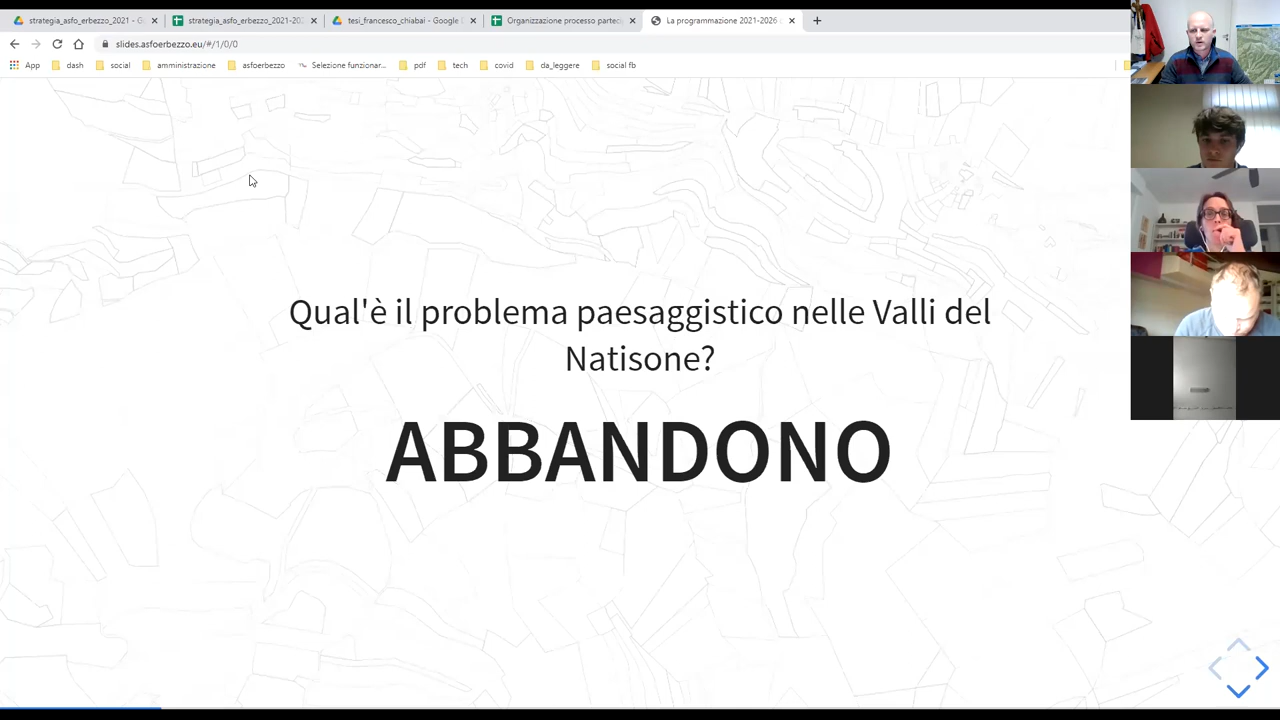 strategia_asfo_erbezzo_2021 - G
strategia_asfo_erbezzo_2021-202
tesi_francesco_chiabai - Google
Organizzazione processo parteci
La programmazione 2021-2026
slides.asfoerbezzo.eu/#/1/0/0
App dash social amministrazione asfoerbezzo Selezione funzionar... pdf tech covid da_leggere social fb
Qual'è il problema paesaggistico nelle Valli del
Natisone?
ABBANDONO